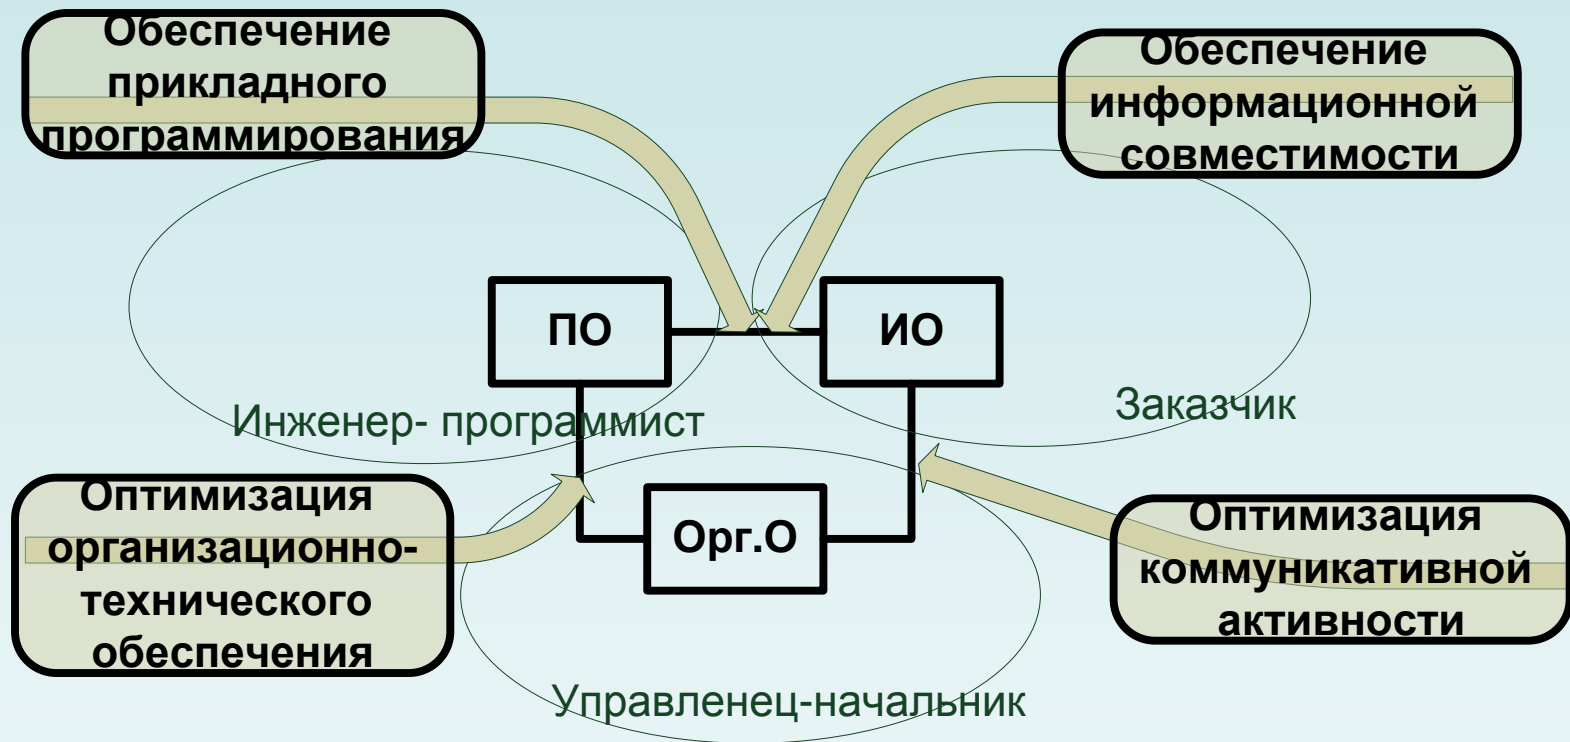 Обеспечение
прикладного
программирования
Обеспечение
информационной
совместимости
ПО
ИО
Инженер- программист
Заказчик
Оптимизация
организационно-
технического
обеспечения
Орг.О
Оптимизация
коммуникативной
активности
Управленец-начальник